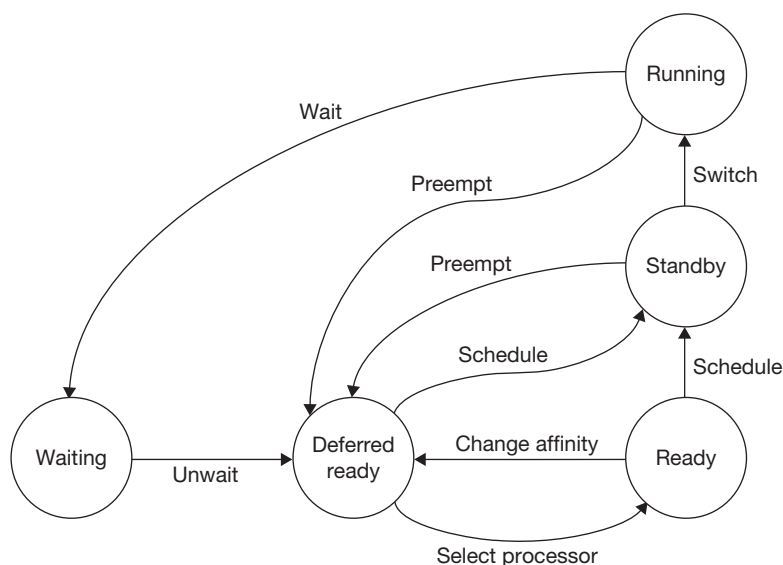 Running
Wait
Switch
Preempt
Preempt
Standby
Schedule
Schedule
Waiting
Unwait
Deferred
ready
Change affinity
Ready
Select processor